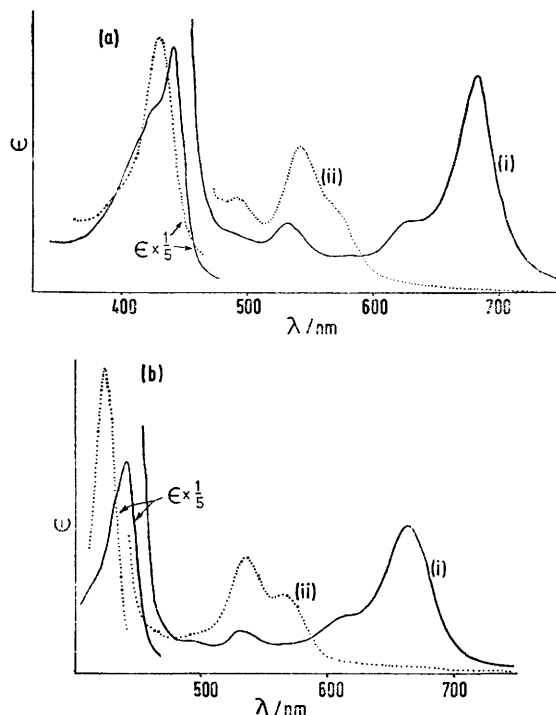 (a)
(i)
(ii)
ϵ
ϵ × 1/5
400 500 600 700
λ / nm
(b)
ϵ × 1/5
ϵ
(i)
(ii)
500 600 700
λ / nm